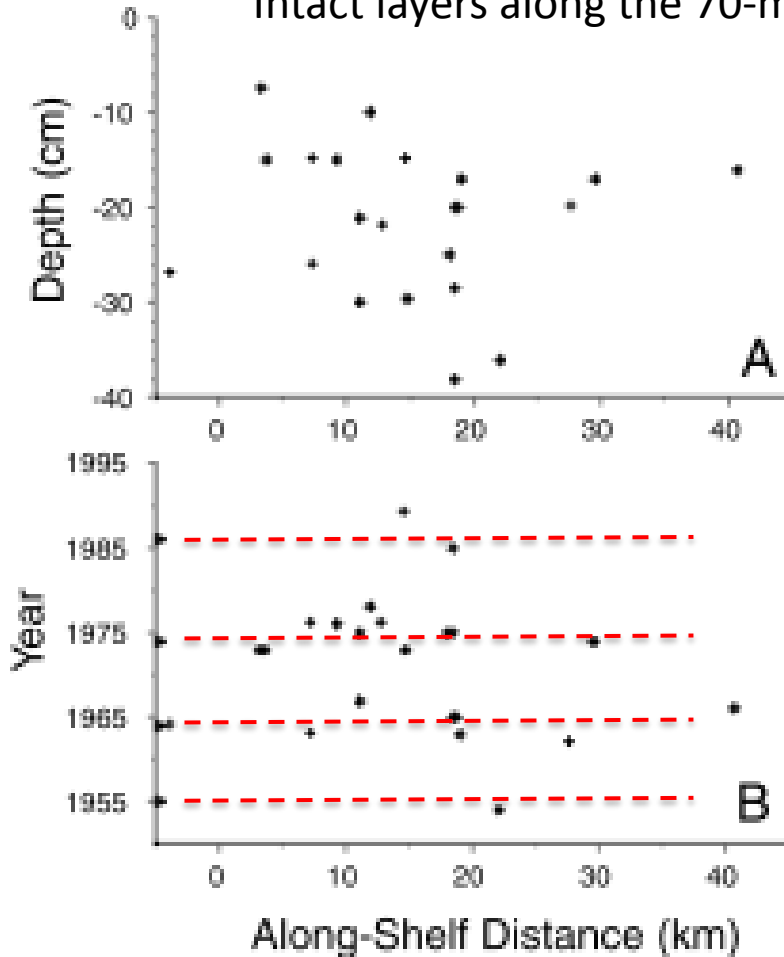 Intact layers along the 70-m
0
-10
-20
-30
-40
Depth (cm)
A
0 10 20 30 40
1995
1985
1975
1965
1955
Year
B
0 10 20 30 40
Along-Shelf Distance (km)